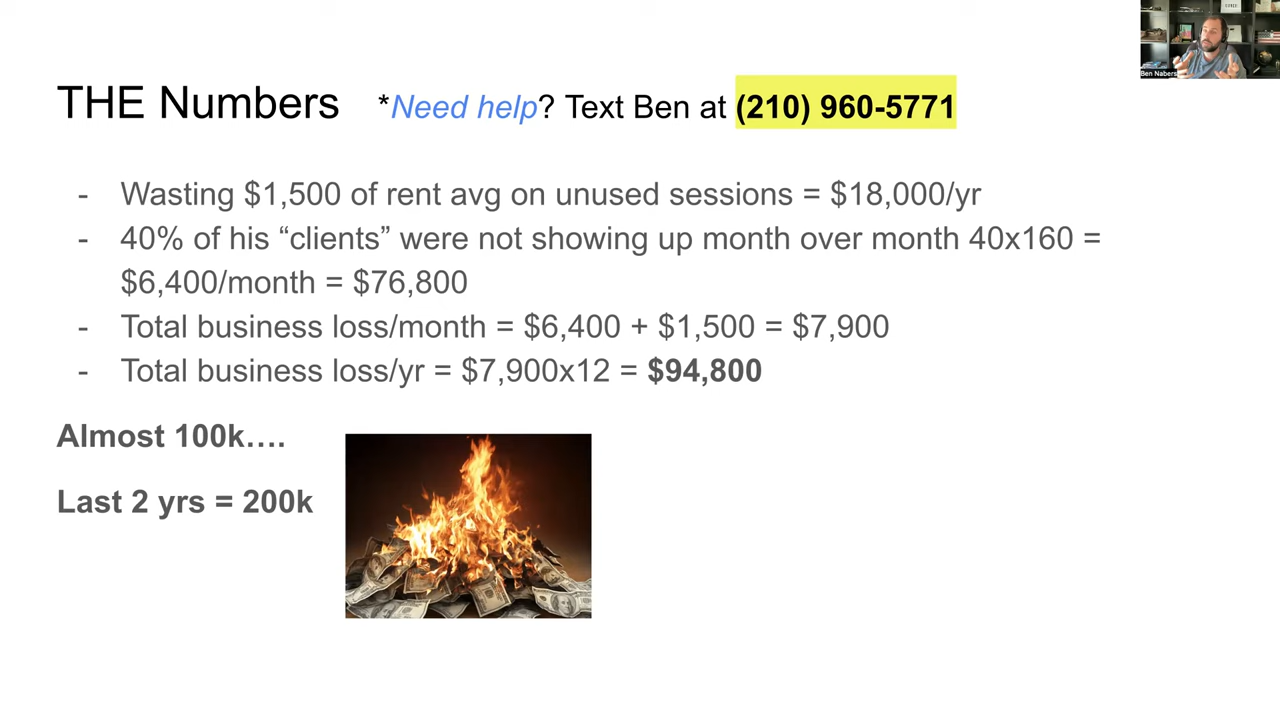 THE Numbers *Need help? Text Ben at (210) 960-5771
- Wasting $1,500 of rent avg on unused sessions = $18,000/yr
- 40% of his “clients” were not showing up month over month 40x160 =
$6,400/month = $76,800
- Total business loss/month = $6,400 + $1,500 = $7,900
- Total business loss/yr = $7,900x12 = $94,800
Almost 100k….
Last 2 yrs = 200k
Ben Nabers